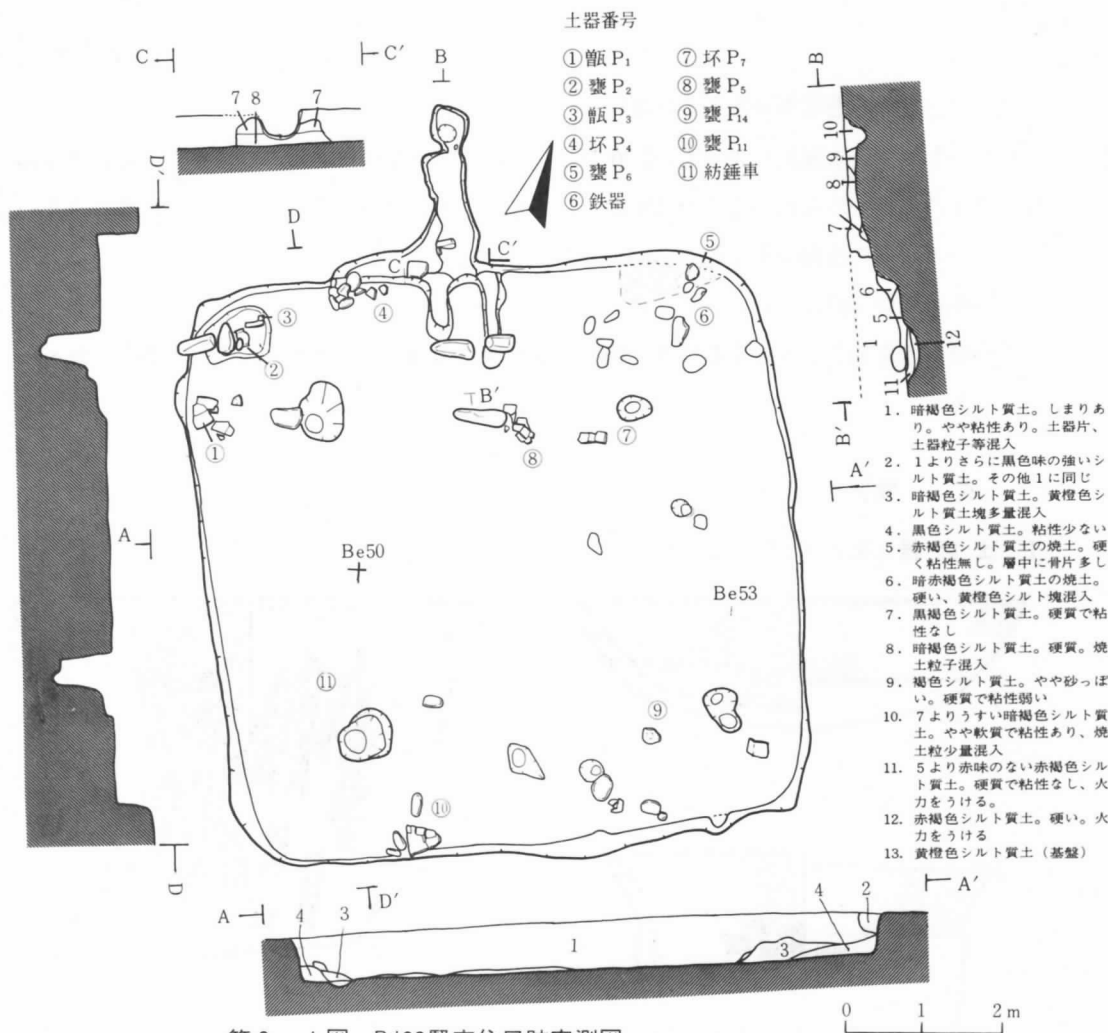 土器番号
①甑 P₁
②甕 P₂
③甑 P₃
④坏 P₄
⑤甕 P₆
⑥鉄器
⑦坏 P₇
⑧甕 P₅
⑨甕 P₁₄
⑩甕 P₁₁
⑪紡錘車
C
C'
B
7 8 7
D'
D
C
C'
⑤
③
④
⑥
②
①
B'
⑧
⑦
A
Be50
Be53
⑪
⑨
⑩
D
D'
B
10
9
8
7
6
5
1
12
11
B'
A'
1. 暗褐色シルト質土。しまりあ
り。やや粘性あり。土器片、
土器粒子等混入
2. 1よりさらに黒色味の強いシ
ルト質土。その他1に同じ
3. 暗褐色シルト質土。黄橙色シ
ルト質土塊多量混入
4. 黒色シルト質土。粘性少ない
5. 赤褐色シルト質土の焼土。硬
く粘性無し。層中に骨片多し
6. 暗赤褐色シルト質土の焼土。
硬い、黄橙色シルト塊混入
7. 黒褐色シルト質土。硬質で粘
性なし
8. 暗褐色シルト質土。硬質。焼
土粒子混入
9. 褐色シルト質土。やや砂っぽ
い。硬質で粘性弱い
10. 7よりうすい暗褐色シルト質
土。やや軟質で粘性あり、焼
土粒少量混入
11. 5より赤味のない赤褐色シル
ト質土。硬質で粘性なし、火
力をうける。
12. 赤褐色シルト質土。硬い。火
力をうける
13. 黄橙色シルト質土（基盤）
A
A'
4 3 1 3 4 2
0 1 2 m